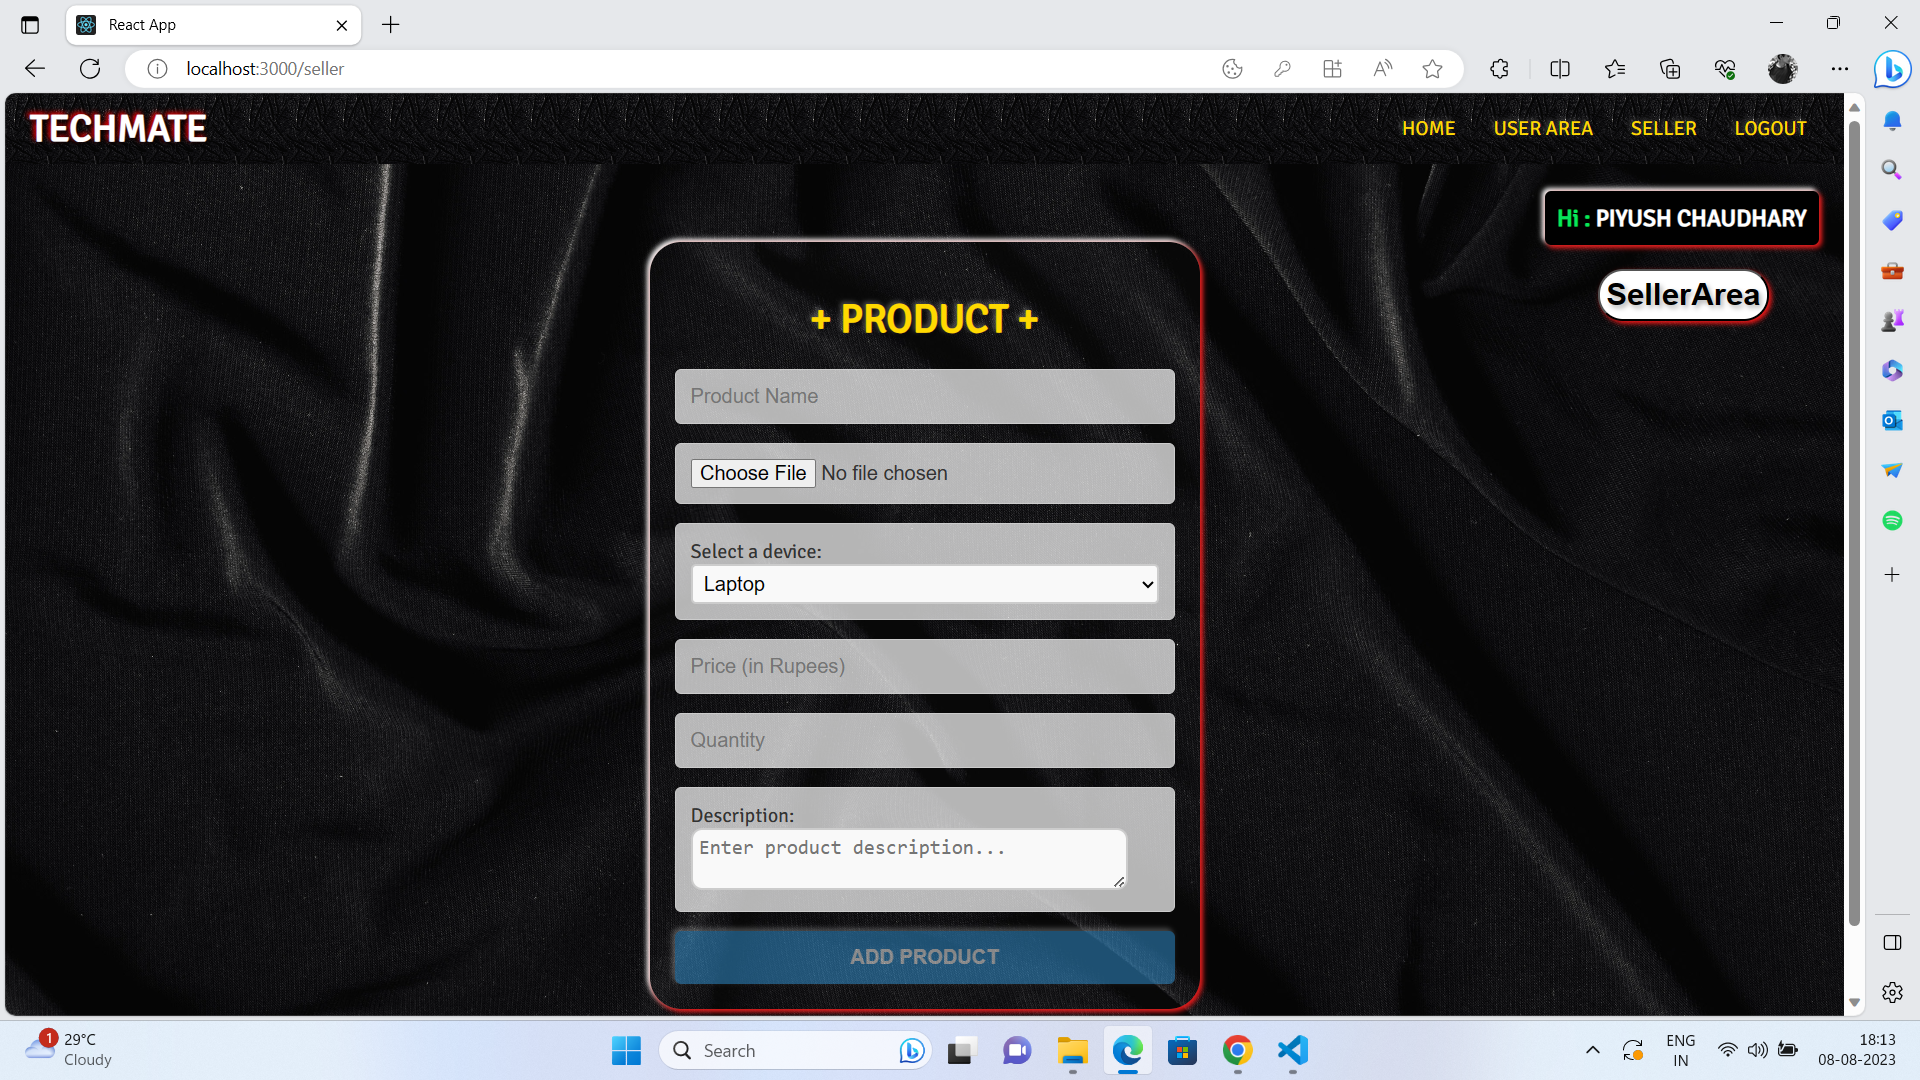 React App
localhost:3000/seller
TECHMATE
HOME USER AREA SELLER LOGOUT
Hi : PIYUSH CHAUDHARY
SellerArea
+ PRODUCT +
Product Name
Choose File No file chosen
Select a device:
Laptop
Price (in Rupees)
Quantity
Description:
Enter product description...
ADD PRODUCT
1
29°C
Cloudy
Search
ENG
IN
18:13
08-08-2023